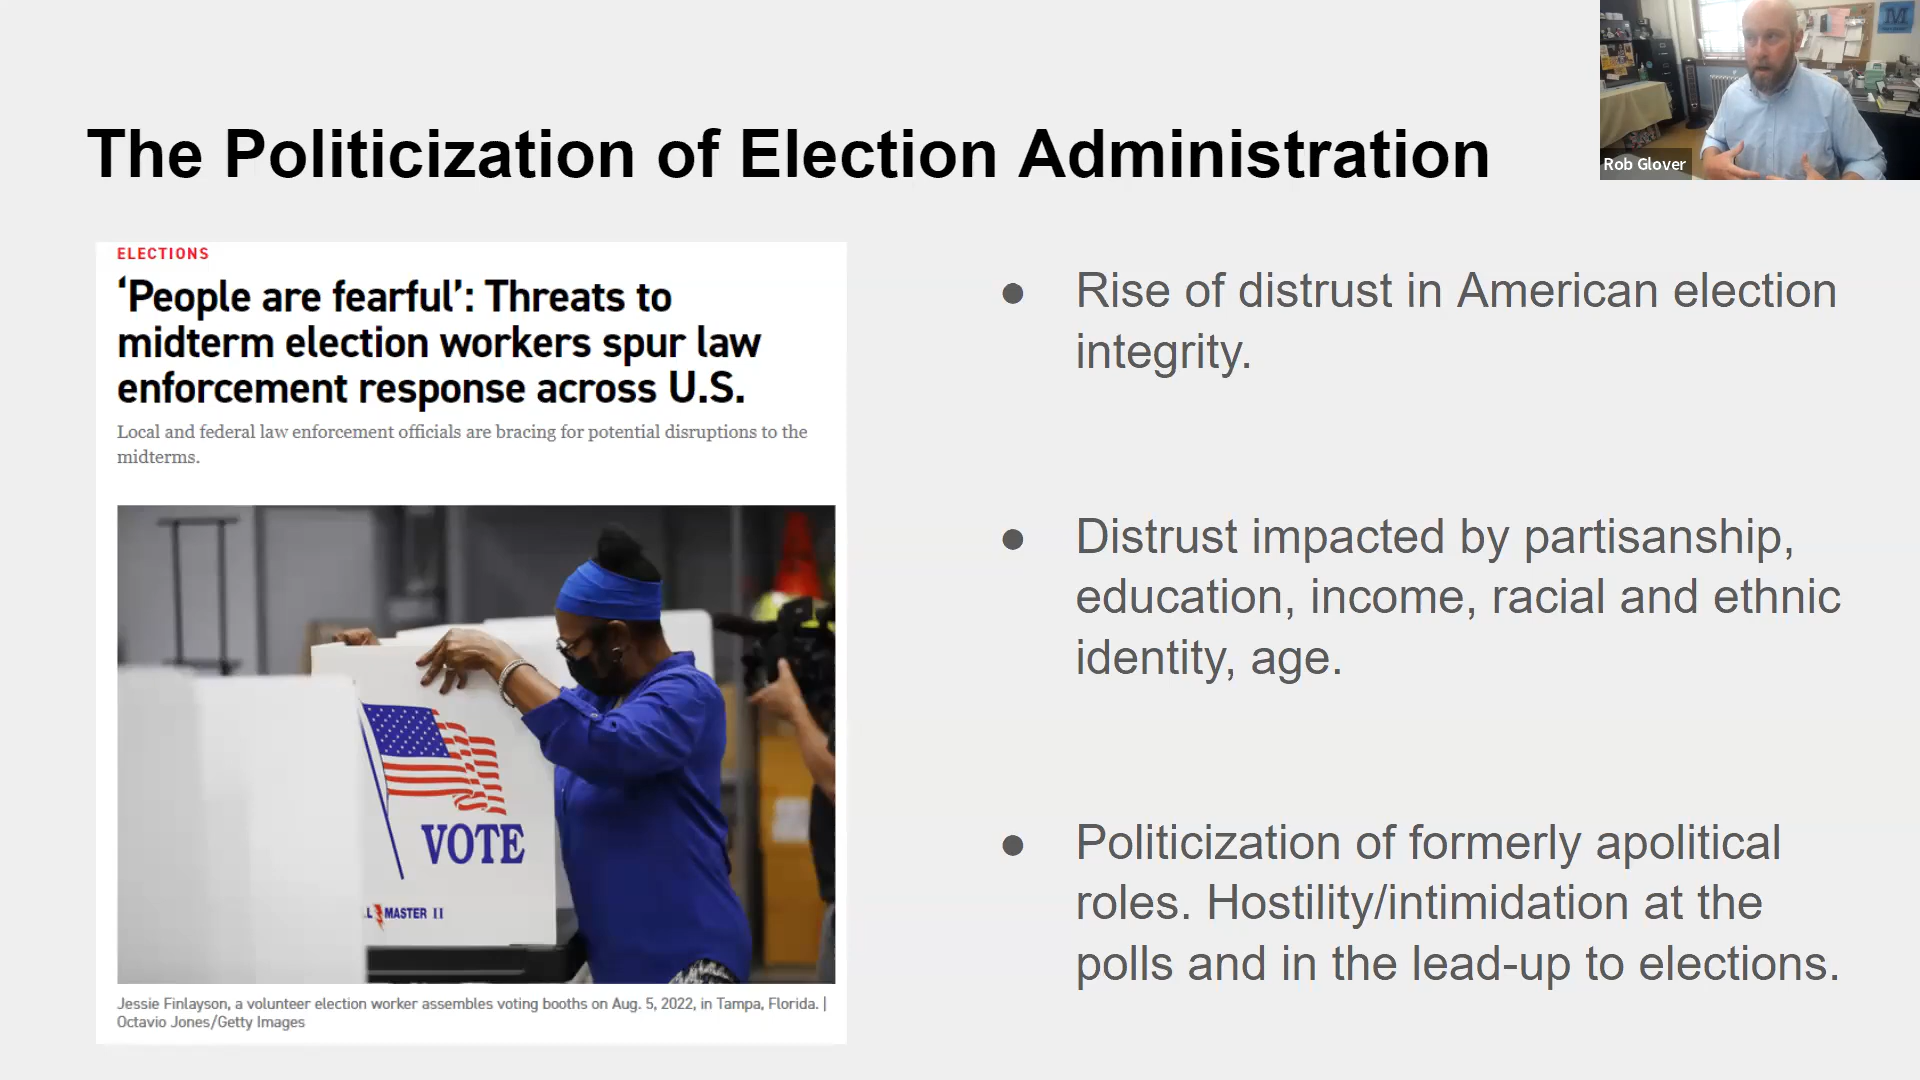 The Politicization of Election Administration
Rob Glover
ELECTIONS
‘People are fearful’: Threats to
midterm election workers spur law
enforcement response across U.S.
Local and federal law enforcement officials are bracing for potential disruptions to the
midterms.
VOTE
L MASTER II
Jessie Finlayson, a volunteer election worker assembles voting booths on Aug. 5, 2022, in Tampa, Florida. |
Octavio Jones/Getty Images
● Rise of distrust in American election
integrity.
● Distrust impacted by partisanship,
education, income, racial and ethnic
identity, age.
● Politicization of formerly apolitical
roles. Hostility/intimidation at the
polls and in the lead-up to elections.